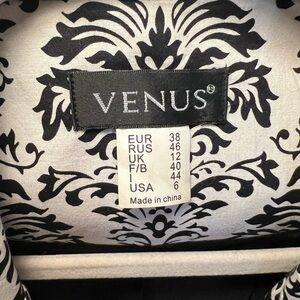 VENUS®
EUR 38
RUS 46
UK 12
F/B 40
I 44
USA 6
Made in china